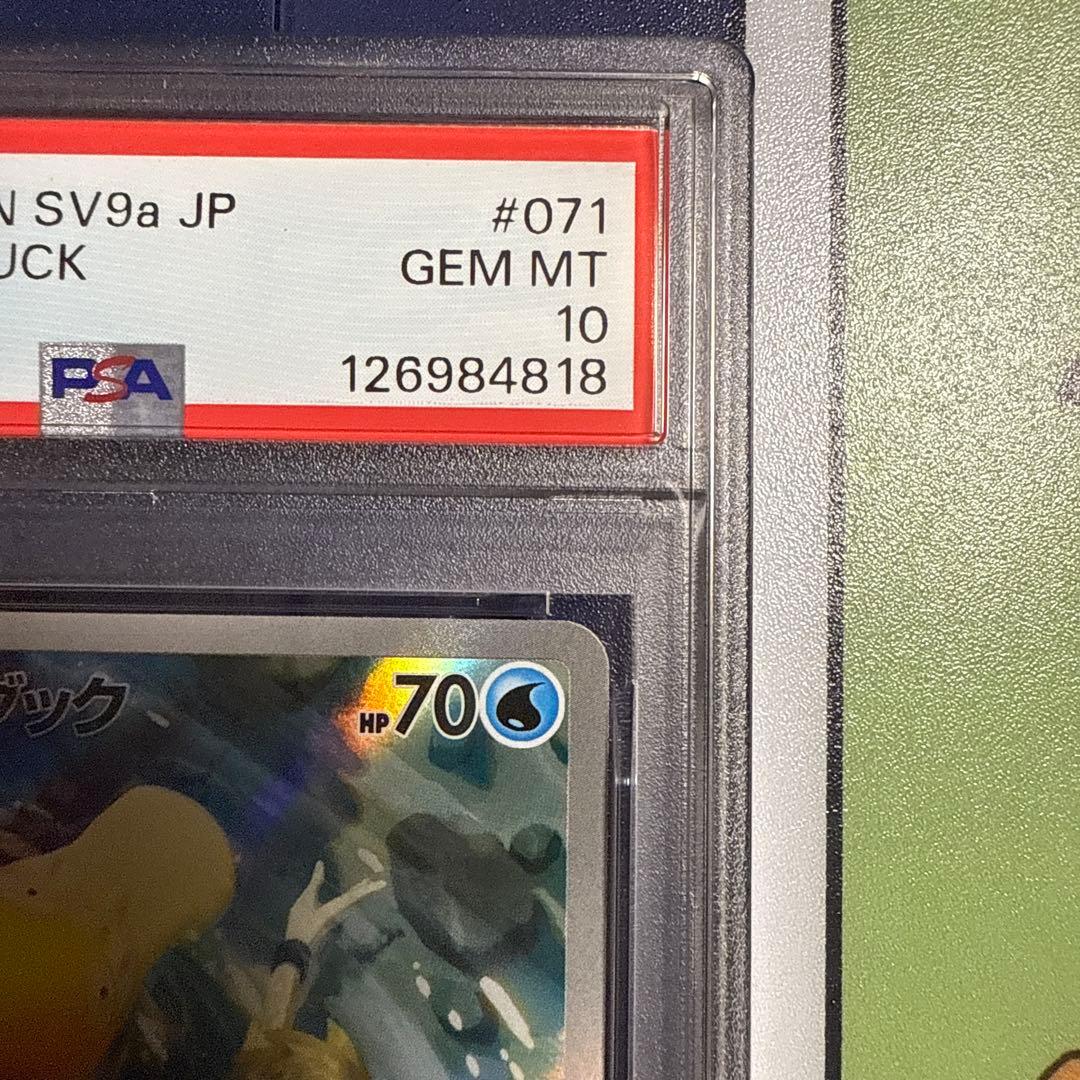 N SV9a JP
#071
UCK
GEM MT
10
PSA
126984818
ダック
HP70